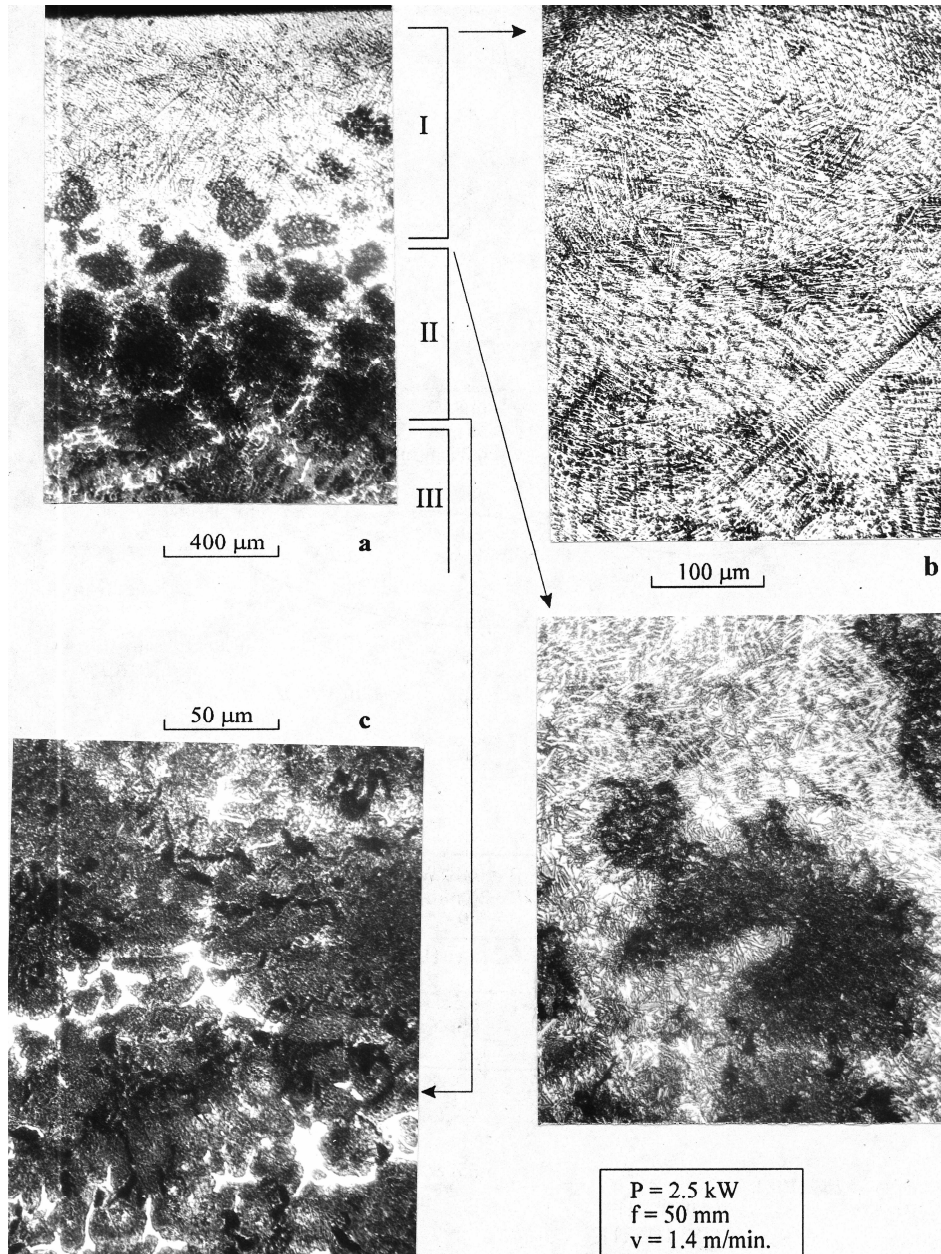 I
II
III
400 µm
a
100 µm
b
50 µm
c
P = 2.5 kW
f = 50 mm
v = 1.4 m/min.